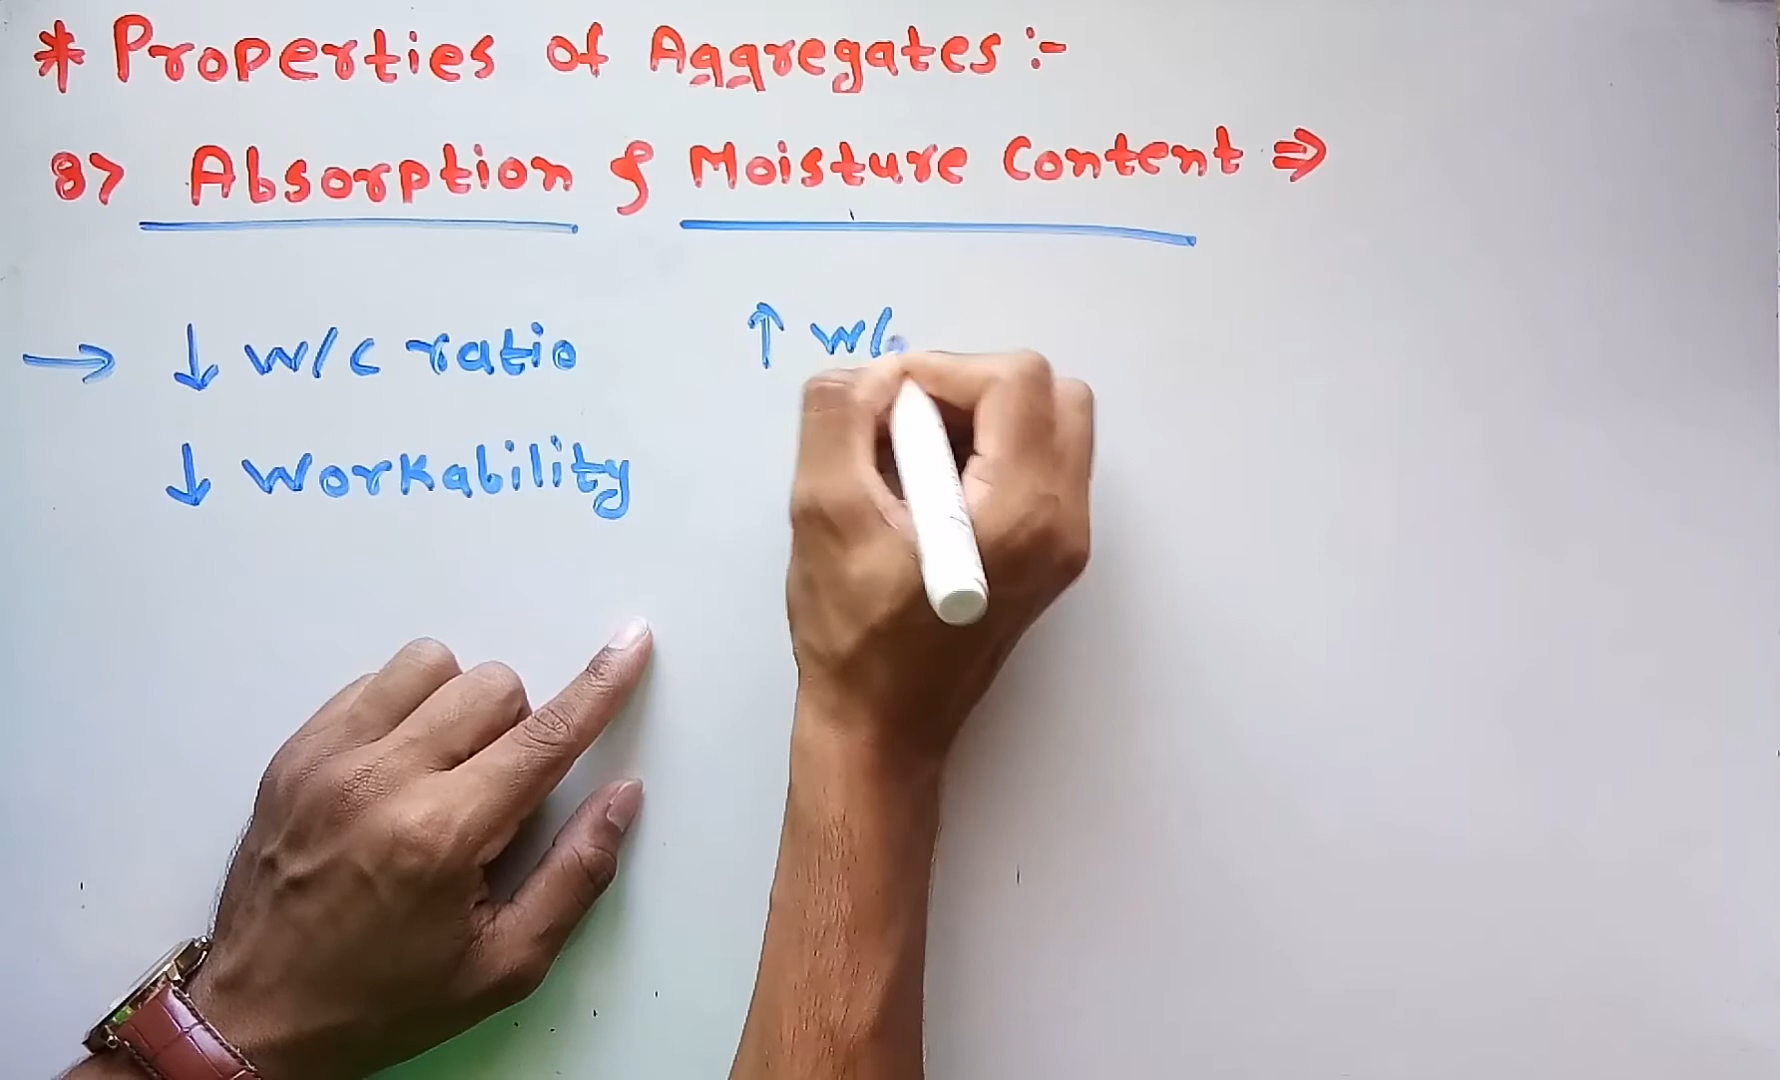 * Properties of Aggregates :-
8> Absorption & Moisture Content ⇒
→ ↓ W/C ratio ↑ W/
↓ Workability